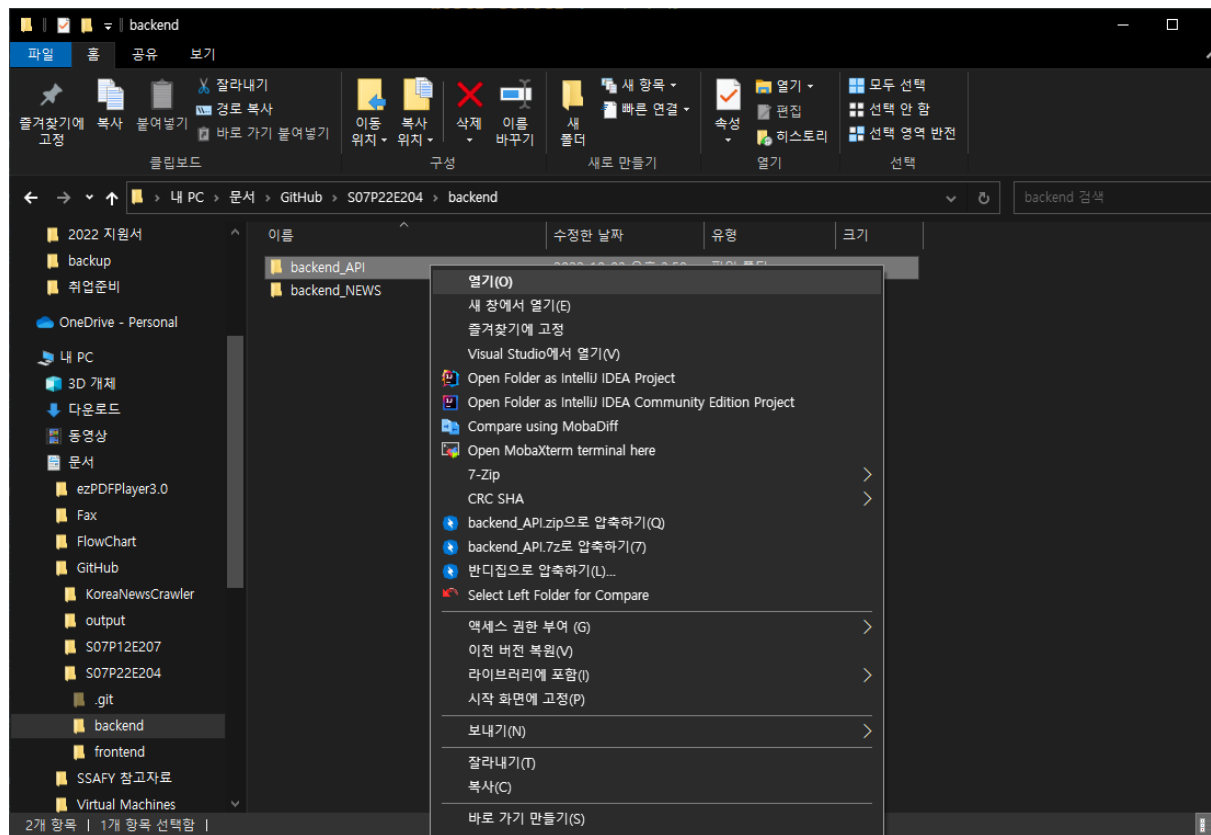 backend
파일 홈 공유 보기
즐겨찾기에 고정
복사
붙여넣기
잘라내기
경로 복사
바로 가기 붙여넣기
클립보드
이동 위치
복사 위치
삭제
이름 바꾸기
구성
새 폴더
새 항목
빠른 연결
새로 만들기
속성
열기
편집
히스토리
열기
모두 선택
선택 안 함
선택 영역 반전
선택
내 PC > 문서 > GitHub > S07P22E204 > backend
backend 검색
2022 지원서
backup
취업준비
OneDrive - Personal
내 PC
3D 개체
다운로드
동영상
문서
ezPDFPlayer3.0
Fax
FlowChart
GitHub
KoreaNewsCrawler
output
S07P12E207
S07P22E204
.git
backend
frontend
SSAFY 참고자료
Virtual Machines
이름 수정한 날짜 유형 크기
backend_API
backend_NEWS
열기(O)
새 창에서 열기(E)
즐겨찾기에 고정
Visual Studio에서 열기(V)
Open Folder as IntelliJ IDEA Project
Open Folder as IntelliJ IDEA Community Edition Project
Compare using MobaDiff
Open MobaXterm terminal here
7-Zip
CRC SHA
backend_API.zip으로 압축하기(Q)
backend_API.7z로 압축하기(7)
반디집으로 압축하기(L)...
Select Left Folder for Compare
액세스 권한 부여 (G)
이전 버전 복원(V)
라이브러리에 포함(I)
시작 화면에 고정(P)
보내기(N)
잘라내기(T)
복사(C)
바로 가기 만들기(S)
2개 항목 | 1개 항목 선택함 |